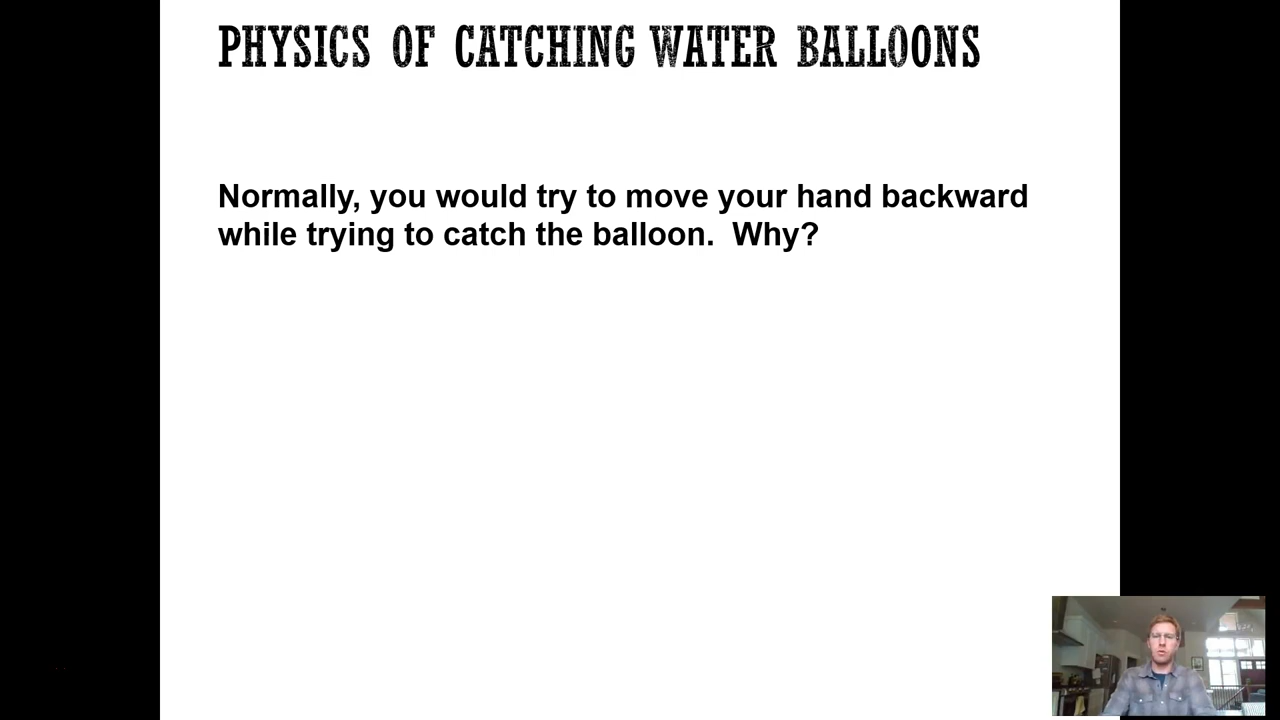 PHYSICS OF CATCHING WATER BALLOONS
Normally, you would try to move your hand backward
while trying to catch the balloon.  Why?